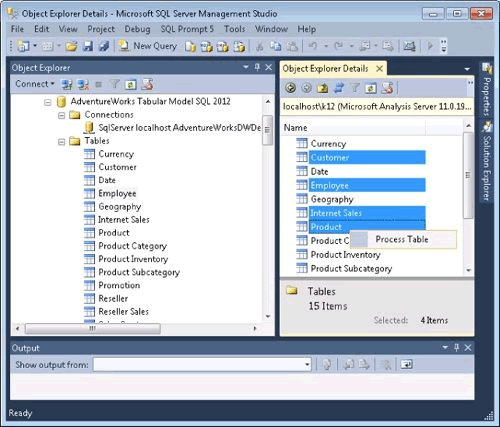 Object Explorer Details - Microsoft SQL Server Management Studio
File Edit View Project Debug SQL Prompt 5 Tools Window Help
New Query
Object Explorer
Connect
AdventureWorks Tabular Model SQL 2012
Connections
SqlServer localhost AdventureWorksDWDe
Tables
Currency
Customer
Date
Employee
Geography
Internet Sales
Product
Product Category
Product Inventory
Product Subcategory
Promotion
Reseller
Reseller Sales
Object Explorer Details
localhost\k12 (Microsoft Analysis Server 11.0.19...
Name
Currency
Customer
Date
Employee
Geography
Internet Sales
Product
Product C
Process Table
Product Inventory
Product Subcategory
Tables
15 Items
Selected: 4 Items
Properties
Solution Explorer
Output
Show output from:
Ready